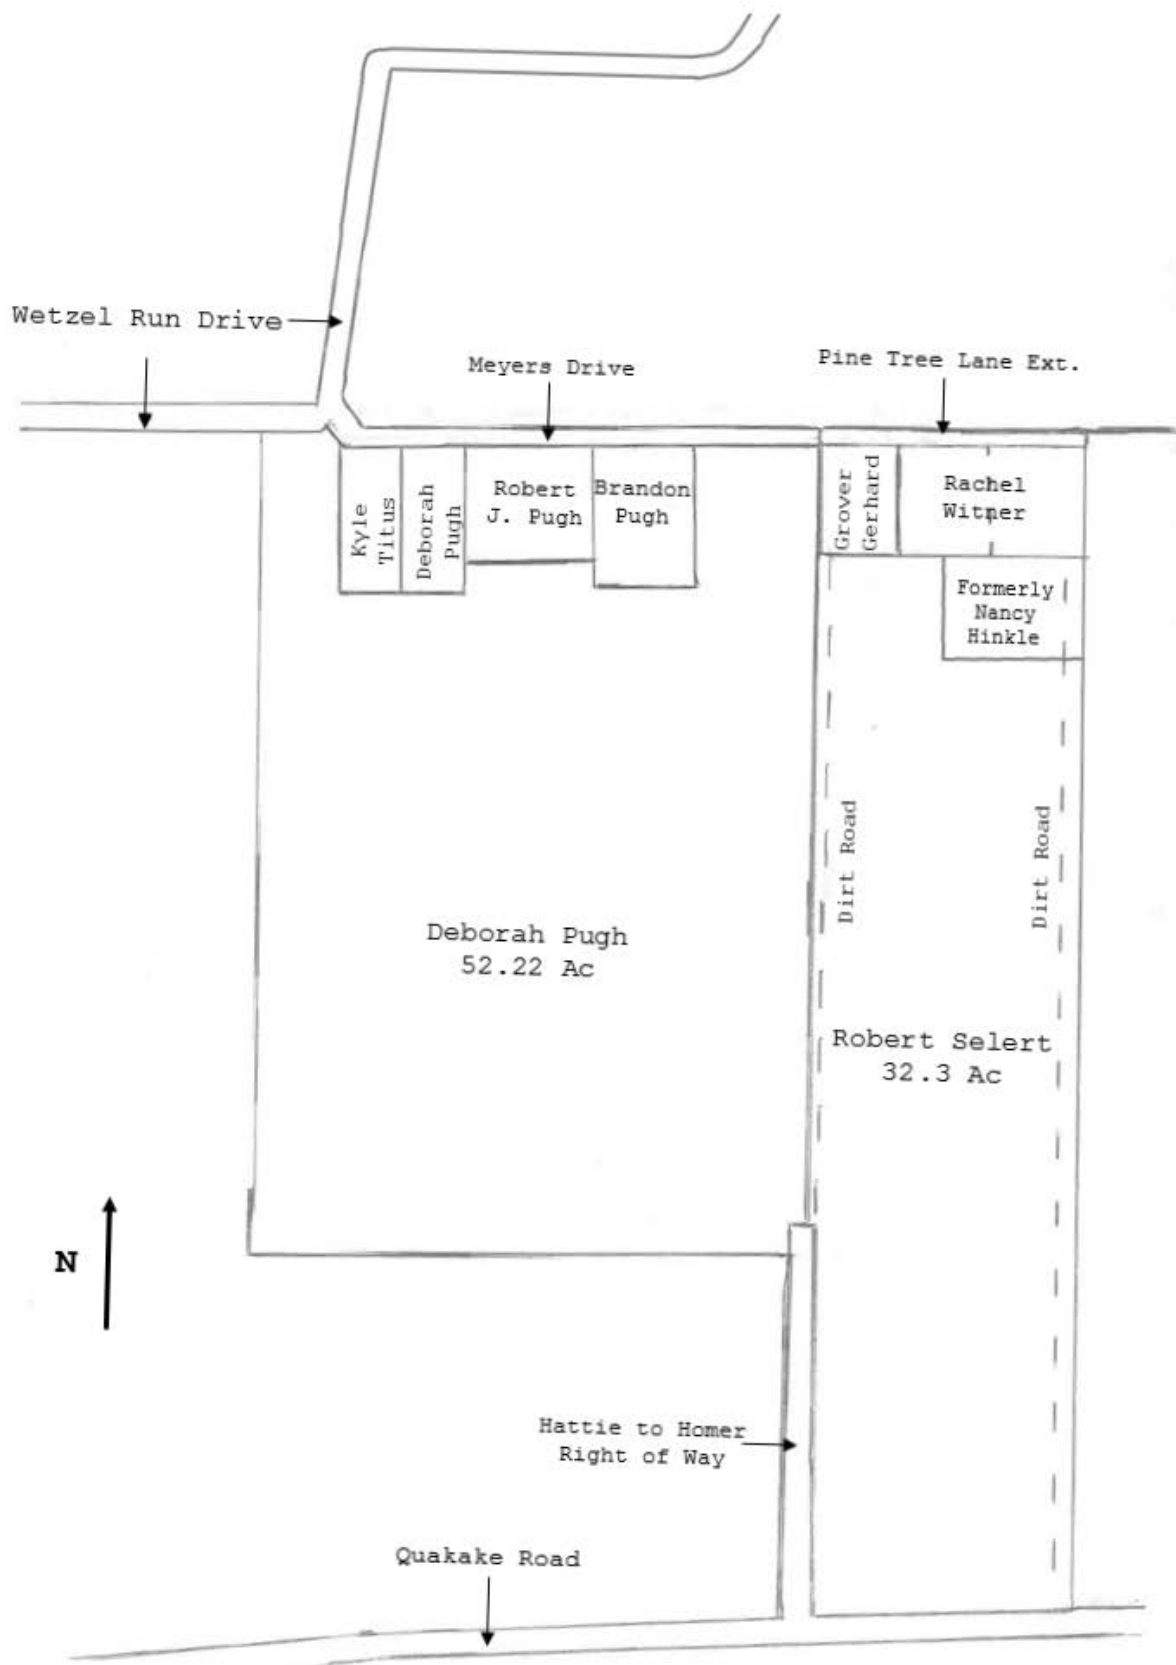 Wetzel Run Drive
Meyers Drive
Pine Tree Lane Ext.
Kyle
Titus
Deborah
Pugh
Robert
J. Pugh
Brandon
Pugh
Grover
Gerhard
Rachel
Witner
Formerly
Nancy
Hinkle
Dirt Road
Dirt Road
Deborah Pugh
52.22 Ac
Robert Selert
32.3 Ac
N
Hattie to Homer
Right of Way
Quakake Road